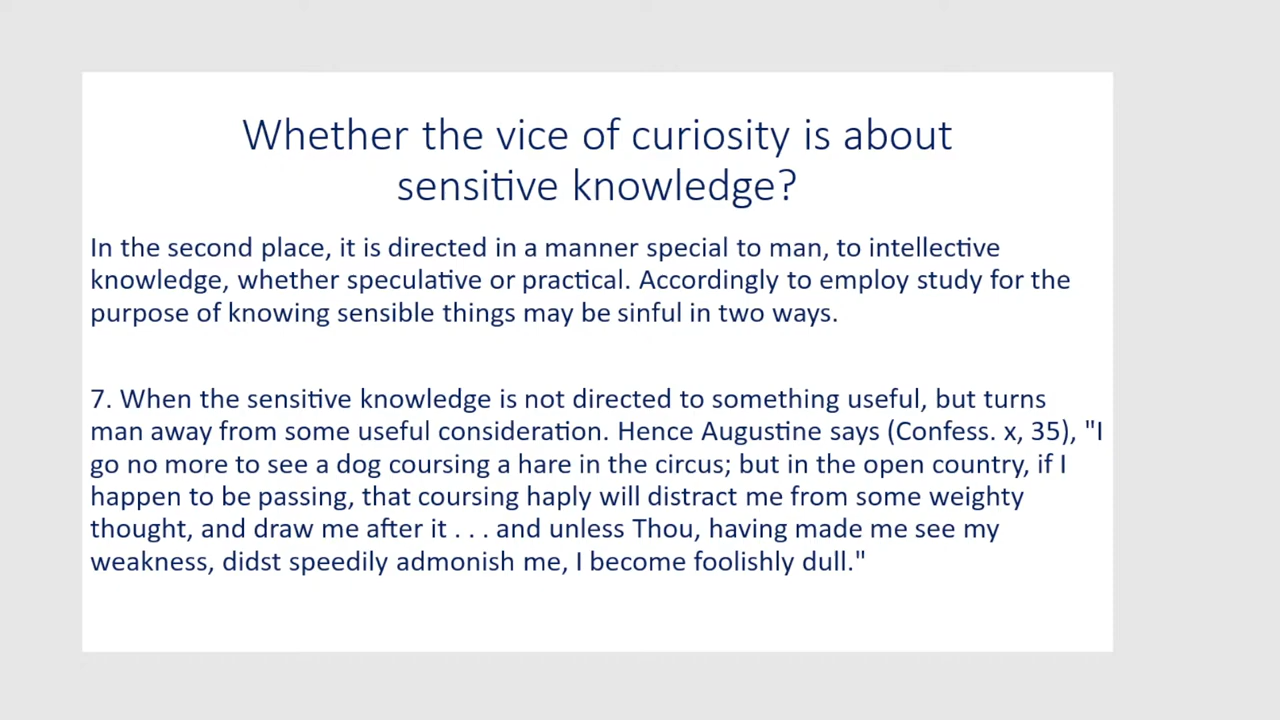 Whether the vice of curiosity is about
sensitive knowledge?
In the second place, it is directed in a manner special to man, to intellective
knowledge, whether speculative or practical. Accordingly to employ study for the
purpose of knowing sensible things may be sinful in two ways.
7. When the sensitive knowledge is not directed to something useful, but turns
man away from some useful consideration. Hence Augustine says (Confess. x, 35), "I
go no more to see a dog coursing a hare in the circus; but in the open country, if I
happen to be passing, that coursing haply will distract me from some weighty
thought, and draw me after it . . . and unless Thou, having made me see my
weakness, didst speedily admonish me, I become foolishly dull."